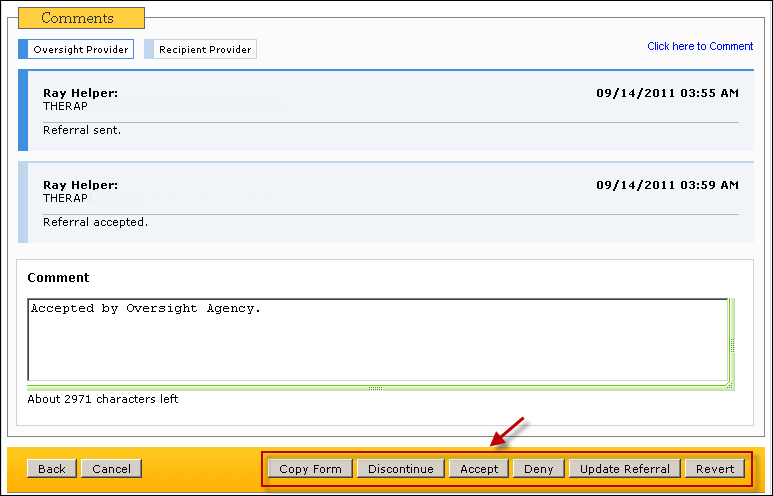 Comments
Oversight Provider Recipient Provider Click here to Comment
Ray Helper: 09/14/2011 03:55 AM
THERAP
Referral sent.
Ray Helper: 09/14/2011 03:59 AM
THERAP
Referral accepted.
Comment
Accepted by Oversight Agency.
About 2971 characters left
Back Cancel Copy Form Discontinue Accept Deny Update Referral Revert